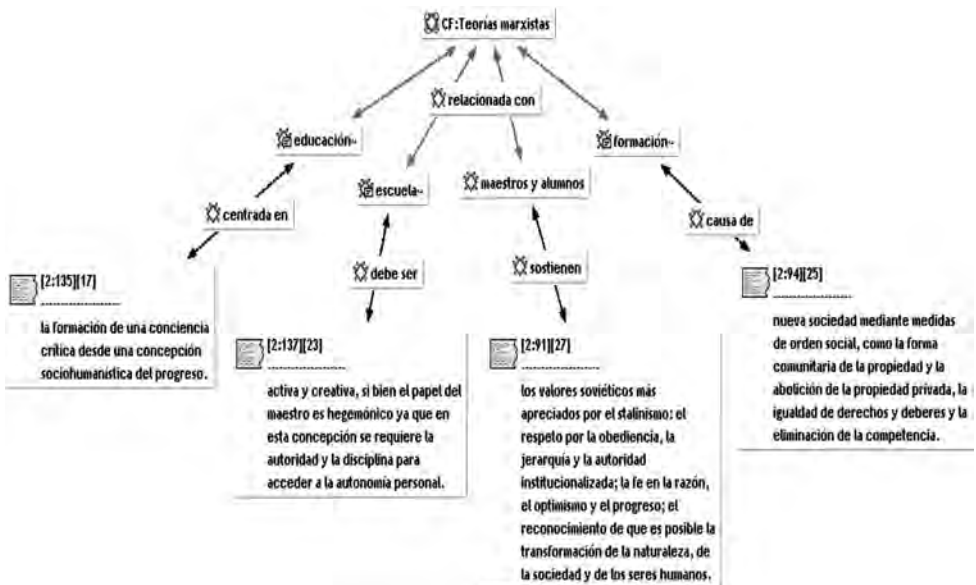 CF:Teorías marxistas
relacionada con
educación~
formación~
escuela~
maestros y alumnos
centrada en
causa de
debe ser
sostienen
[2:135][17]
la formación de una conciencia
crítica desde una concepción
sociohumanística del progreso.
[2:137][23]
activa y creativa, si bien el papel del
maestro es hegemónico ya que en
esta concepción se requiere la
autoridad y la disciplina para
acceder a la autonomía personal.
[2:91][27]
los valores soviéticos más
apreciados por el stalinismo: el
respeto por la obediencia, la
jerarquía y la autoridad
institucionalizada; la fe en la razón,
el optimismo y el progreso; el
reconocimiento de que es posible la
transformación de la naturaleza, de
la sociedad y de los seres humanos.
[2:94][25]
nueva sociedad mediante medidas
de orden social, como la forma
comunitaria de la propiedad y la
abolición de la propiedad privada, la
igualdad de derechos y deberes y la
eliminación de la competencia.